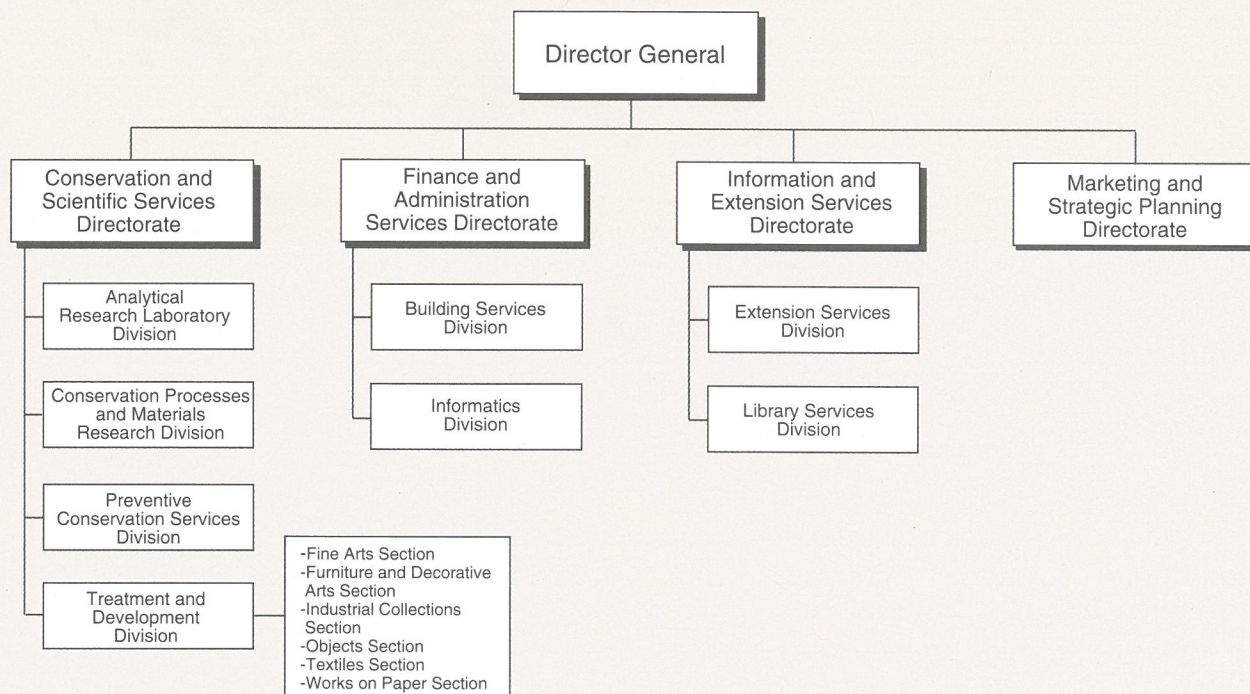 Director General
Conservation and
Scientific Services
Directorate
Finance and
Administration
Services Directorate
Information and
Extension Services
Directorate
Marketing and
Strategic Planning
Directorate
Analytical
Research Laboratory
Division
Conservation Processes
and Materials
Research Division
Preventive
Conservation Services
Division
Treatment and
Development
Division
-Fine Arts Section
-Furniture and Decorative
Arts Section
-Industrial Collections
Section
-Objects Section
-Textiles Section
-Works on Paper Section
Building Services
Division
Informatics
Division
Extension Services
Division
Library Services
Division